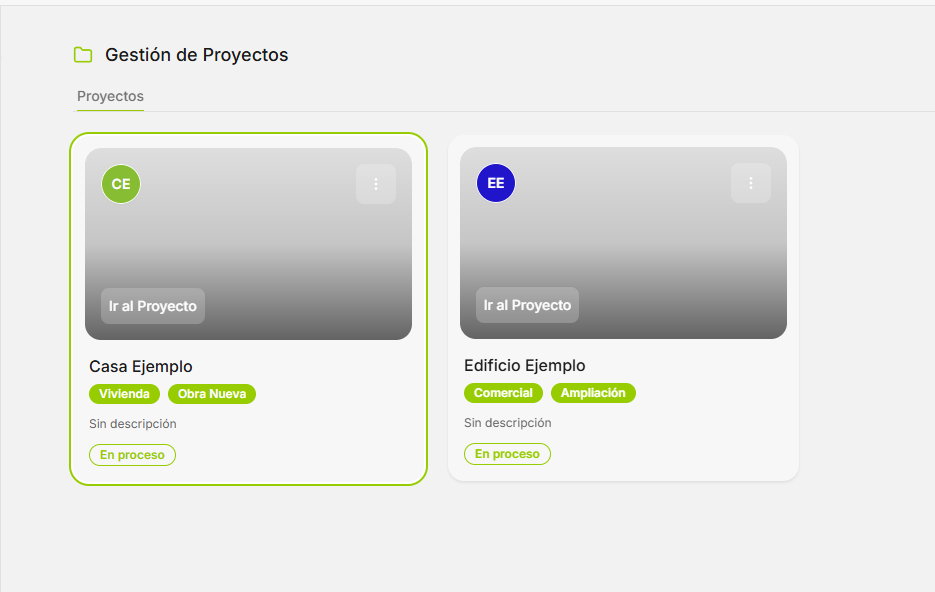 Gestión de Proyectos
Proyectos
CE
Ir al Proyecto
Casa Ejemplo
Vivienda Obra Nueva
Sin descripción
En proceso
EE
Ir al Proyecto
Edificio Ejemplo
Comercial Ampliación
Sin descripción
En proceso